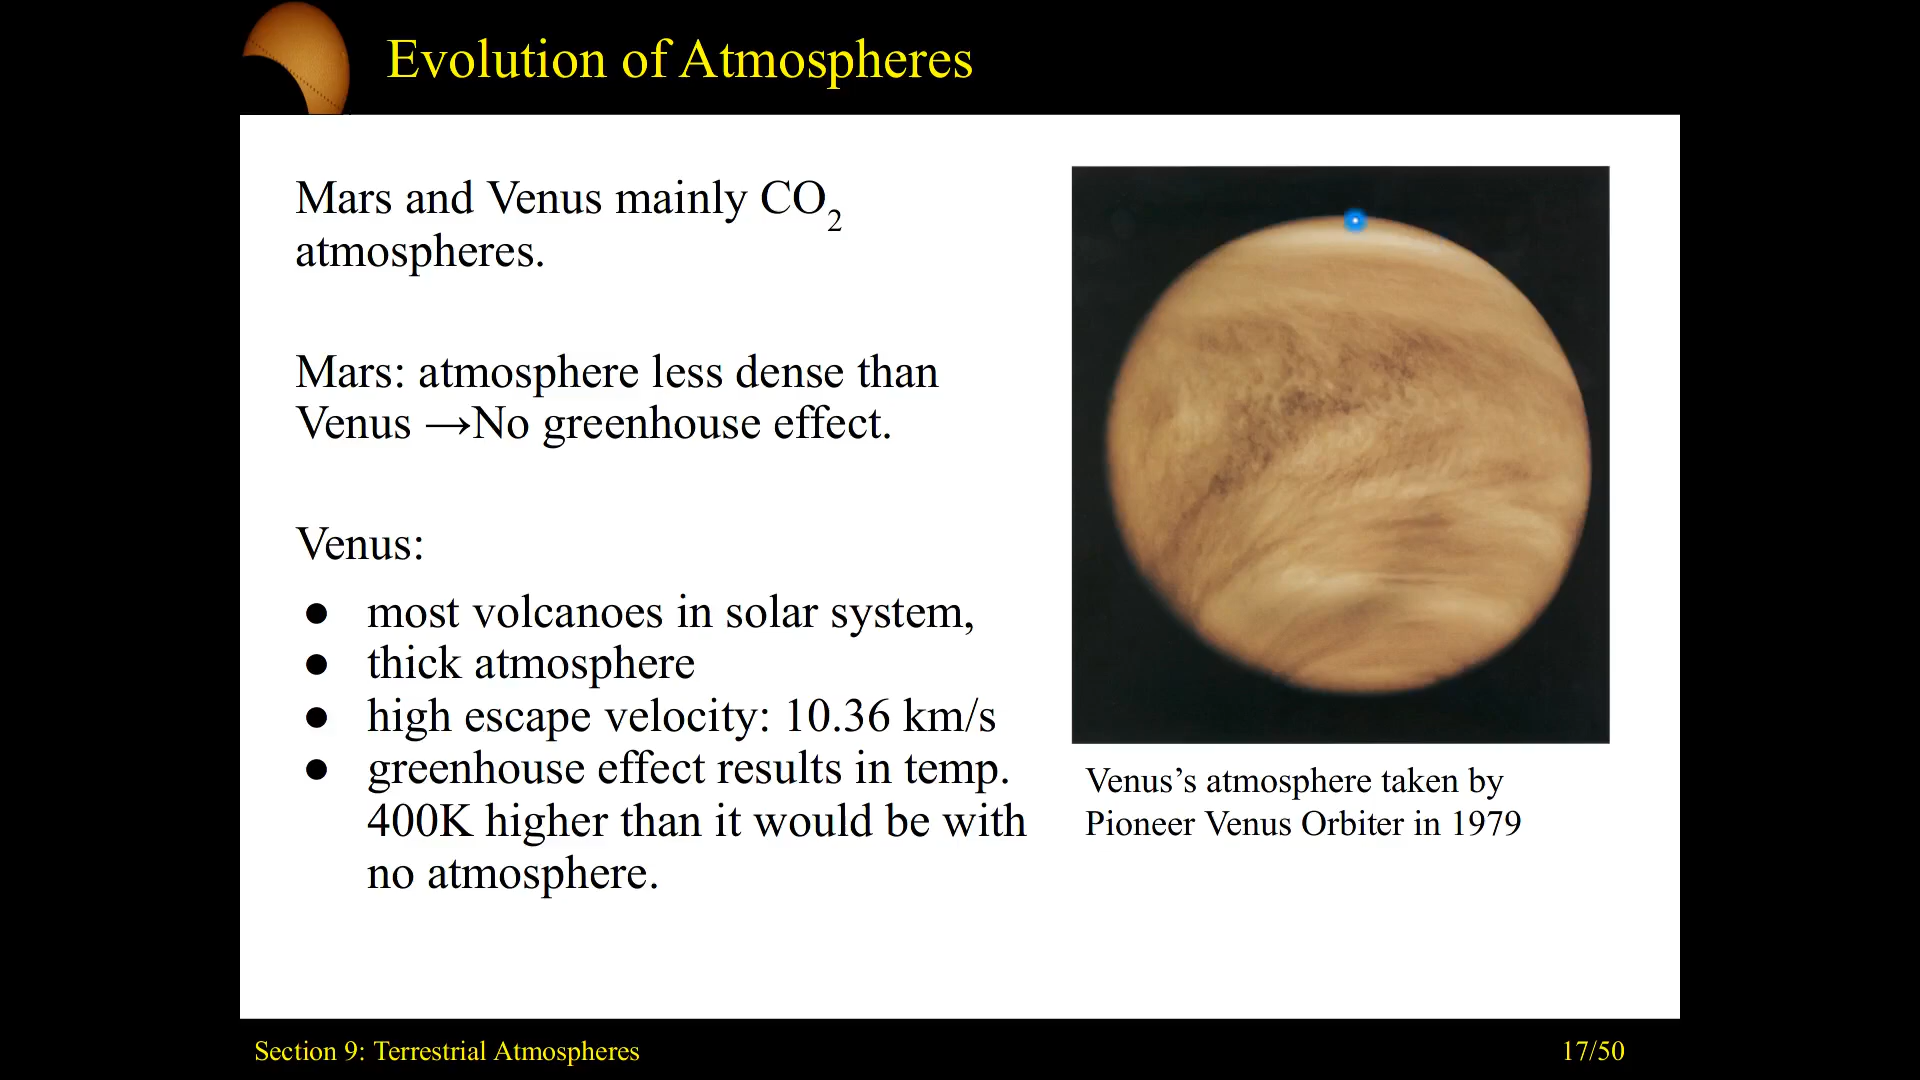 Evolution of Atmospheres
Mars and Venus mainly CO₂
atmospheres.
Mars: atmosphere less dense than
Venus →No greenhouse effect.
Venus:
● most volcanoes in solar system,
● thick atmosphere
● high escape velocity: 10.36 km/s
● greenhouse effect results in temp.
400K higher than it would be with
no atmosphere.
Venus’s atmosphere taken by
Pioneer Venus Orbiter in 1979
Section 9: Terrestrial Atmospheres
17/50